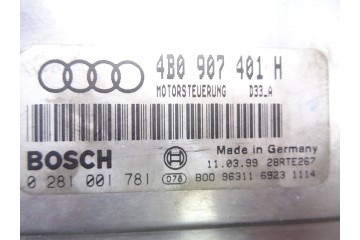 4B0 907 401 H
MOTORSTEUERUNG D33_A
BOSCH
Made in Germany
11.03.99 28RTE267
0 281 001 781 078 BDO 96311 6923 1114